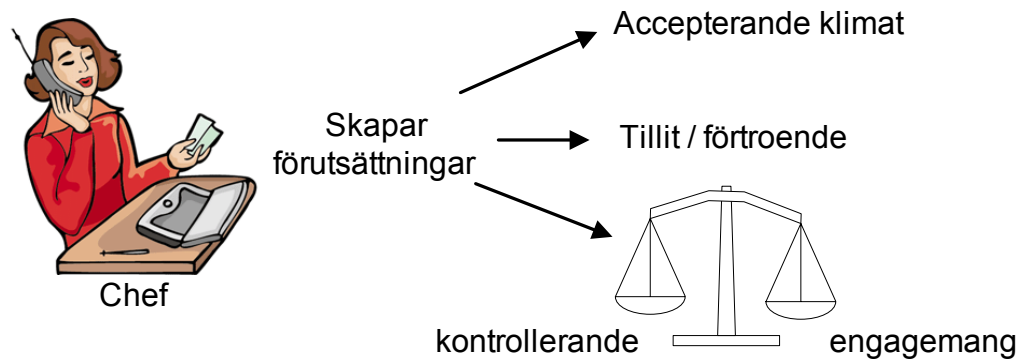 Accepterande klimat
Skapar
förutsättningar
Tillit / förtroende
Chef
kontrollerande
engagemang